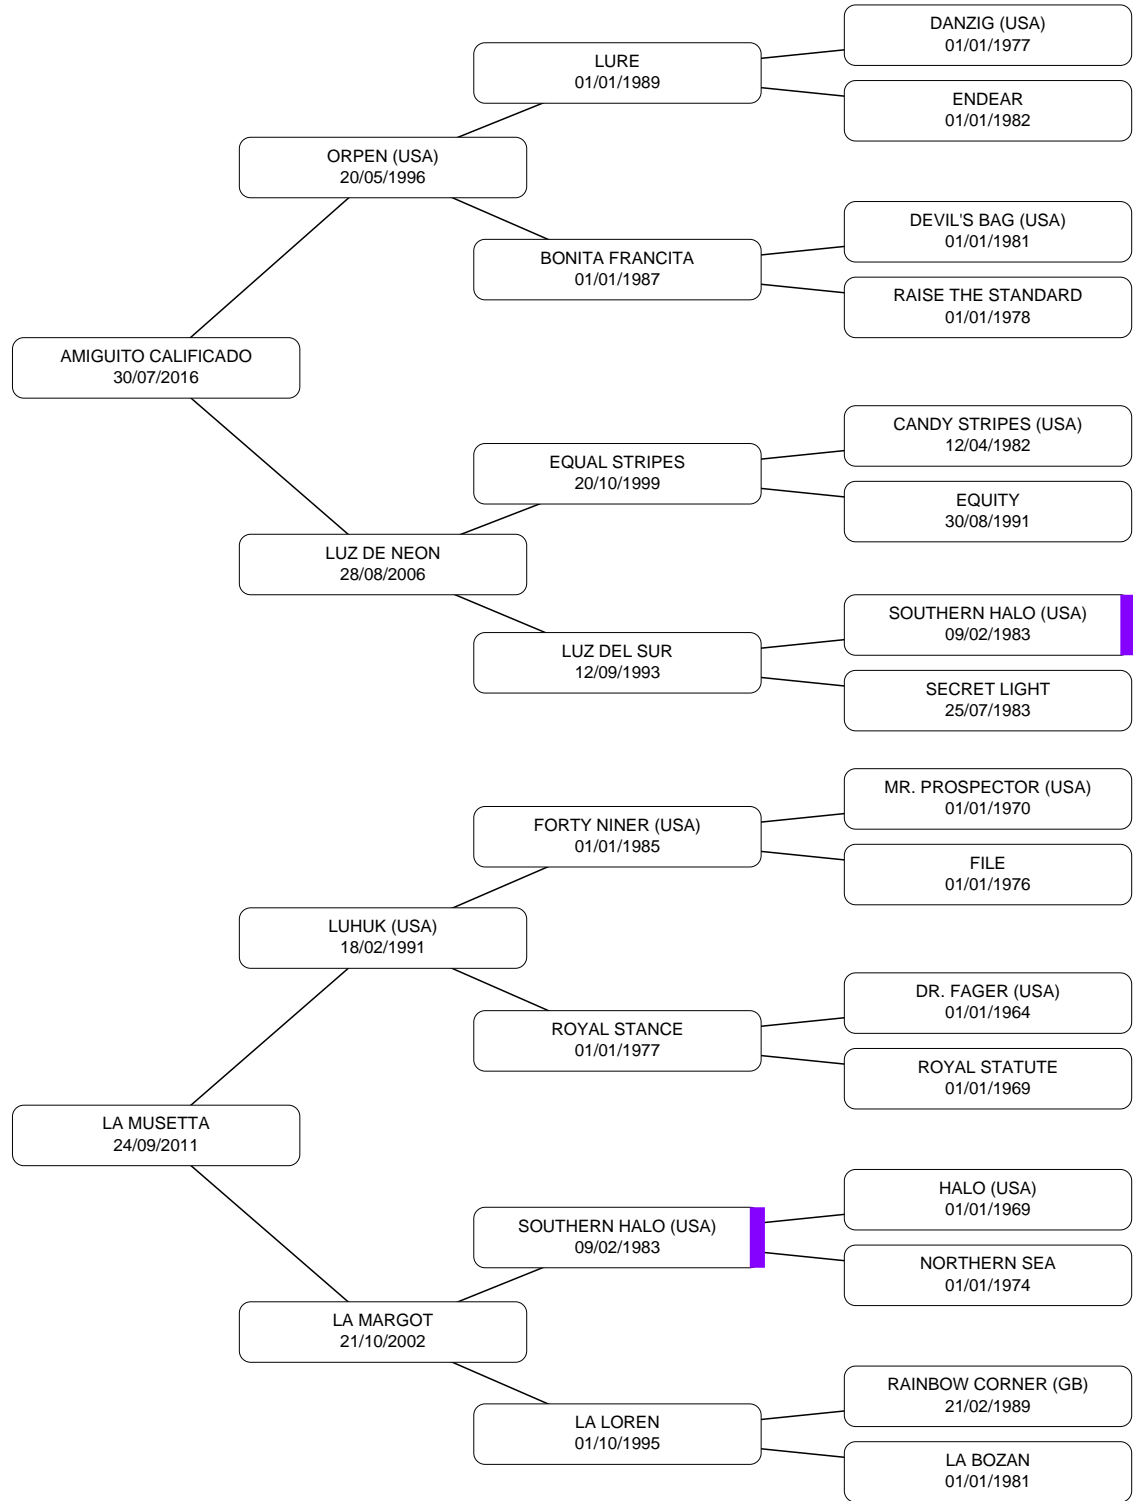 DANZIG (USA)
01/01/1977
LURE
01/01/1989
ENDEAR
01/01/1982
ORPEN (USA)
20/05/1996
DEVIL'S BAG (USA)
01/01/1981
BONITA FRANCITA
01/01/1987
RAISE THE STANDARD
01/01/1978
AMIGUITO CALIFICADO
30/07/2016
CANDY STRIPES (USA)
12/04/1982
EQUAL STRIPES
20/10/1999
EQUITY
30/08/1991
LUZ DE NEON
28/08/2006
SOUTHERN HALO (USA)
09/02/1983
LUZ DEL SUR
12/09/1993
SECRET LIGHT
25/07/1983
MR. PROSPECTOR (USA)
01/01/1970
FORTY NINER (USA)
01/01/1985
FILE
01/01/1976
LUHUK (USA)
18/02/1991
DR. FAGER (USA)
01/01/1964
ROYAL STANCE
01/01/1977
ROYAL STATUTE
01/01/1969
LA MUSETTA
24/09/2011
HALO (USA)
01/01/1969
SOUTHERN HALO (USA)
09/02/1983
NORTHERN SEA
01/01/1974
LA MARGOT
21/10/2002
RAINBOW CORNER (GB)
21/02/1989
LA LOREN
01/10/1995
LA BOZAN
01/01/1981